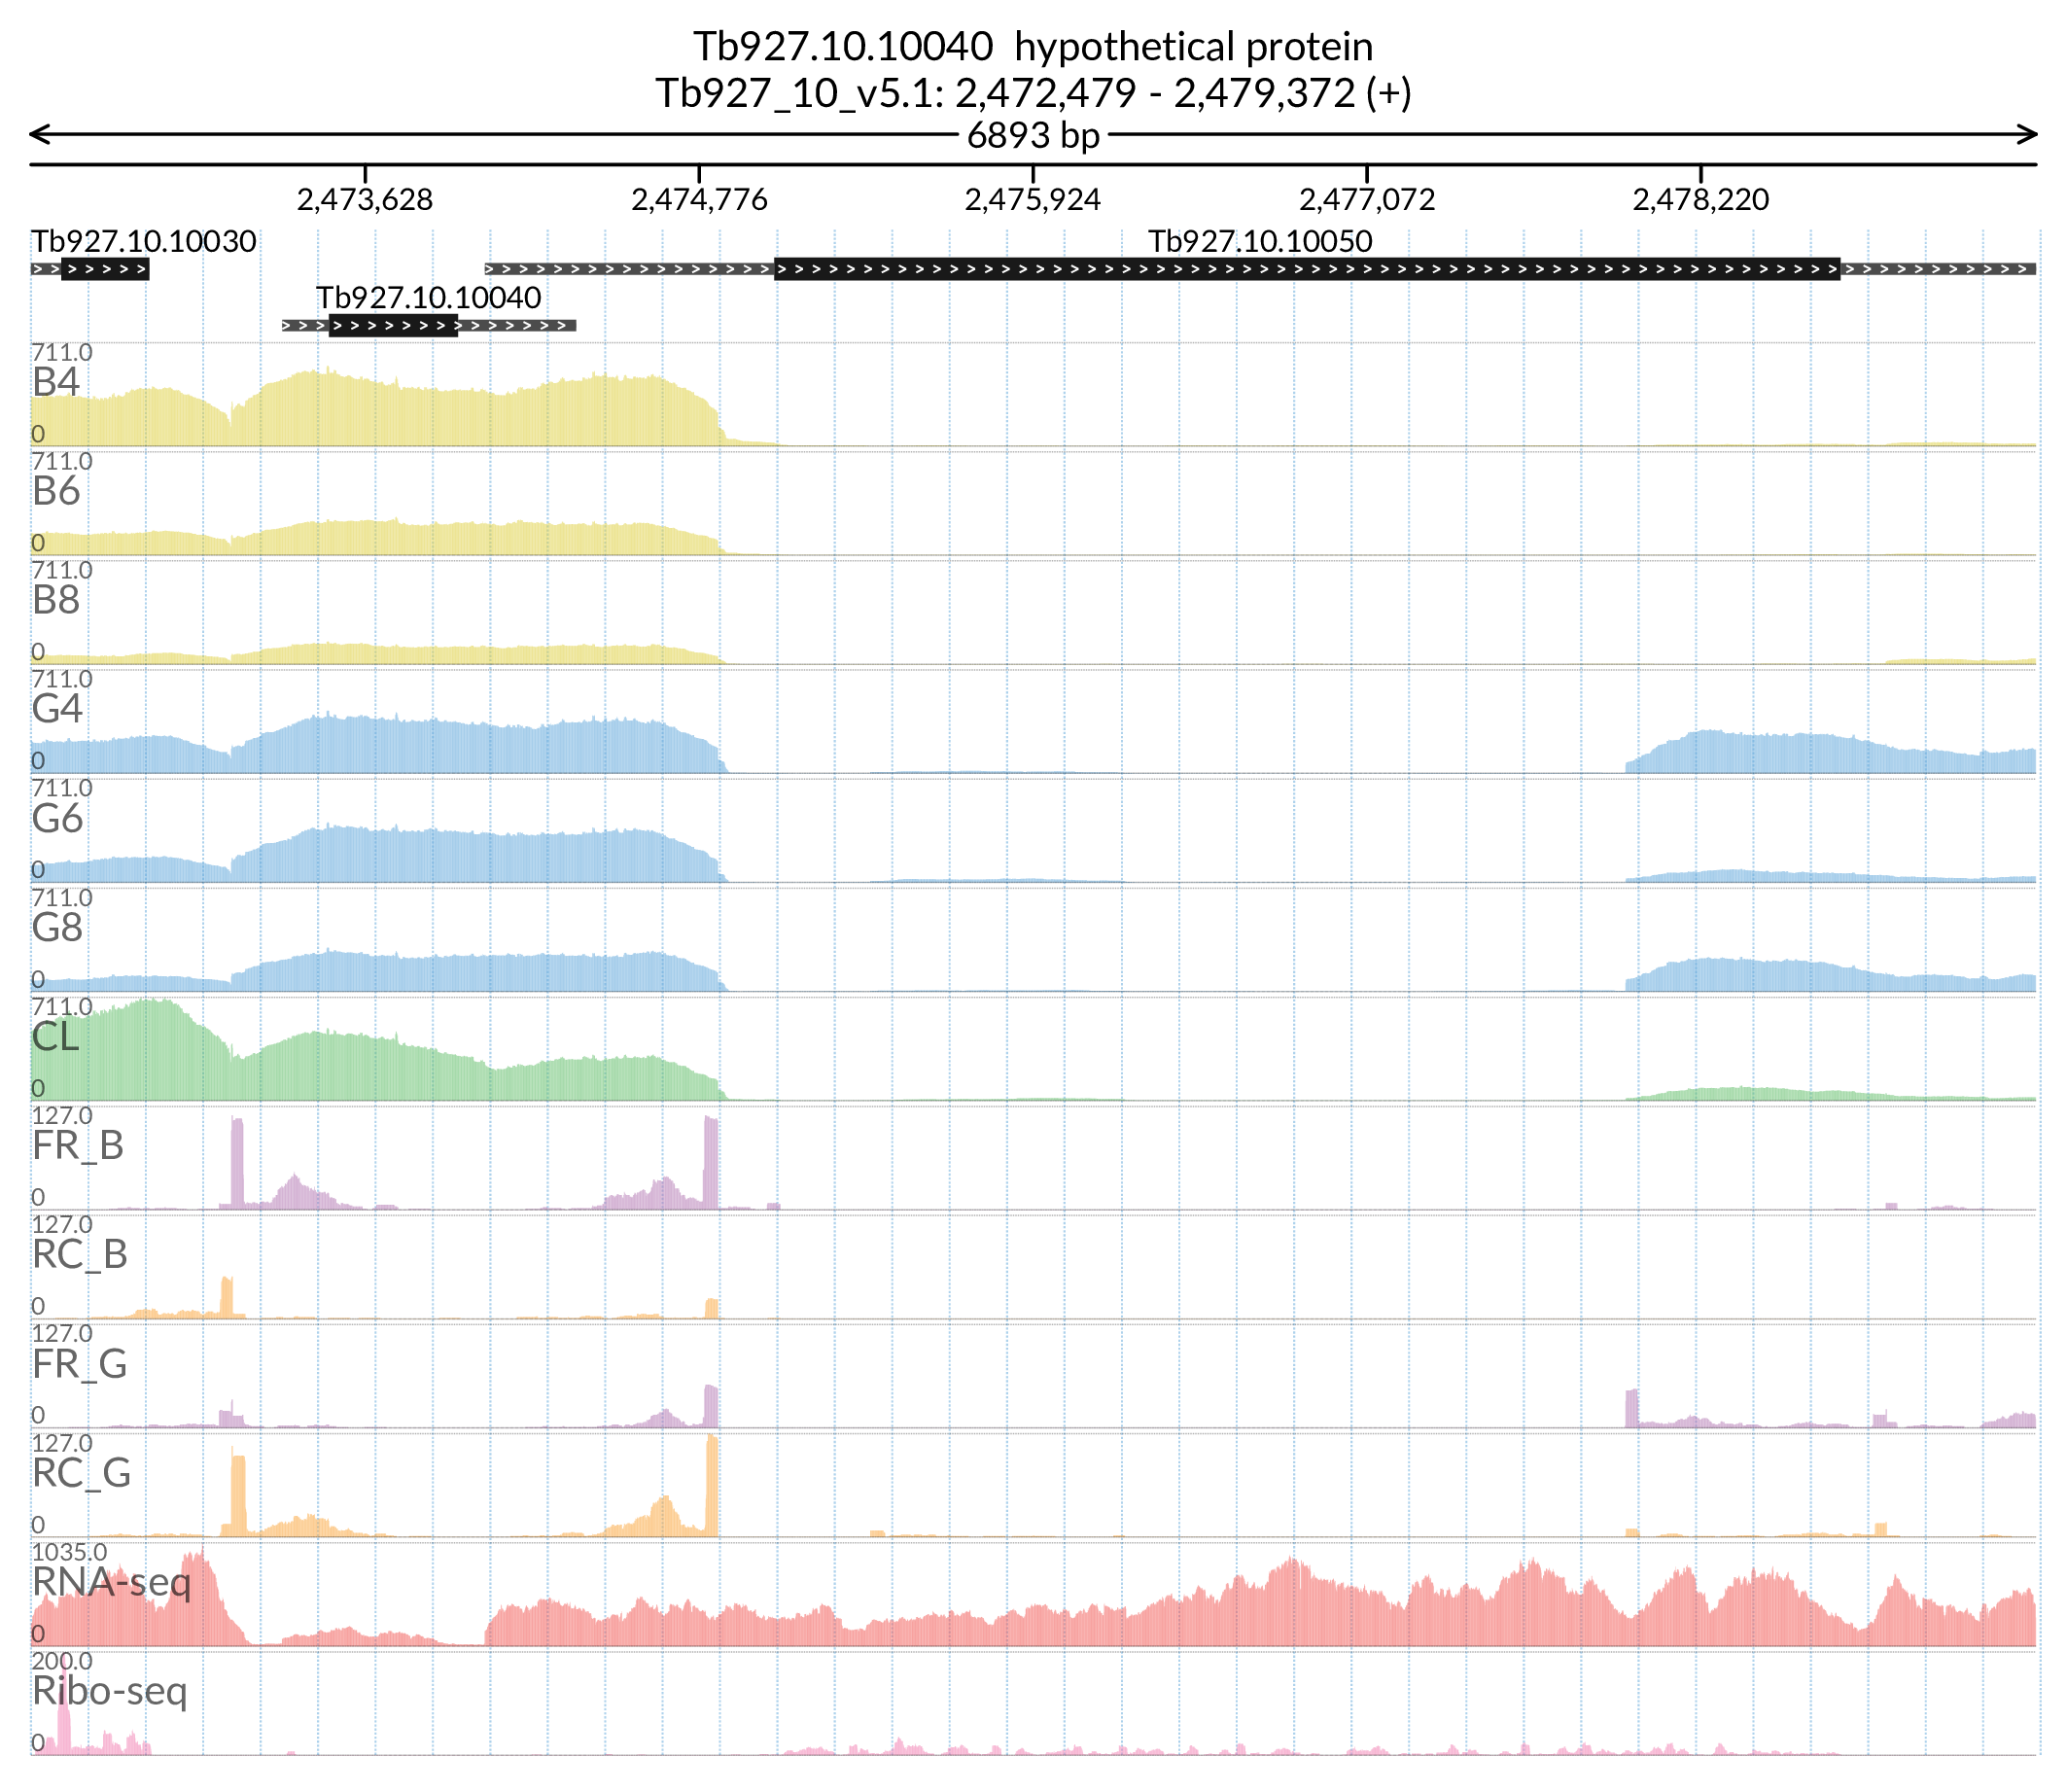 Tb927.10.10040 hypothetical protein
Tb927_10_v5.1: 2,472,479 - 2,479,372 (+)
6893 bp
2,473,628 2,474,776 2,475,924 2,477,072 2,478,220
Tb927.10.10030 Tb927.10.10050
Tb927.10.10040
711.0
B4
0
711.0
B6
0
711.0
B8
0
711.0
G4
0
711.0
G6
0
711.0
G8
0
711.0
CL
0
127.0
FR_B
0
127.0
RC_B
0
127.0
FR_G
0
127.0
RC_G
0
1035.0
RNA-seq
0
200.0
Ribo-seq
0